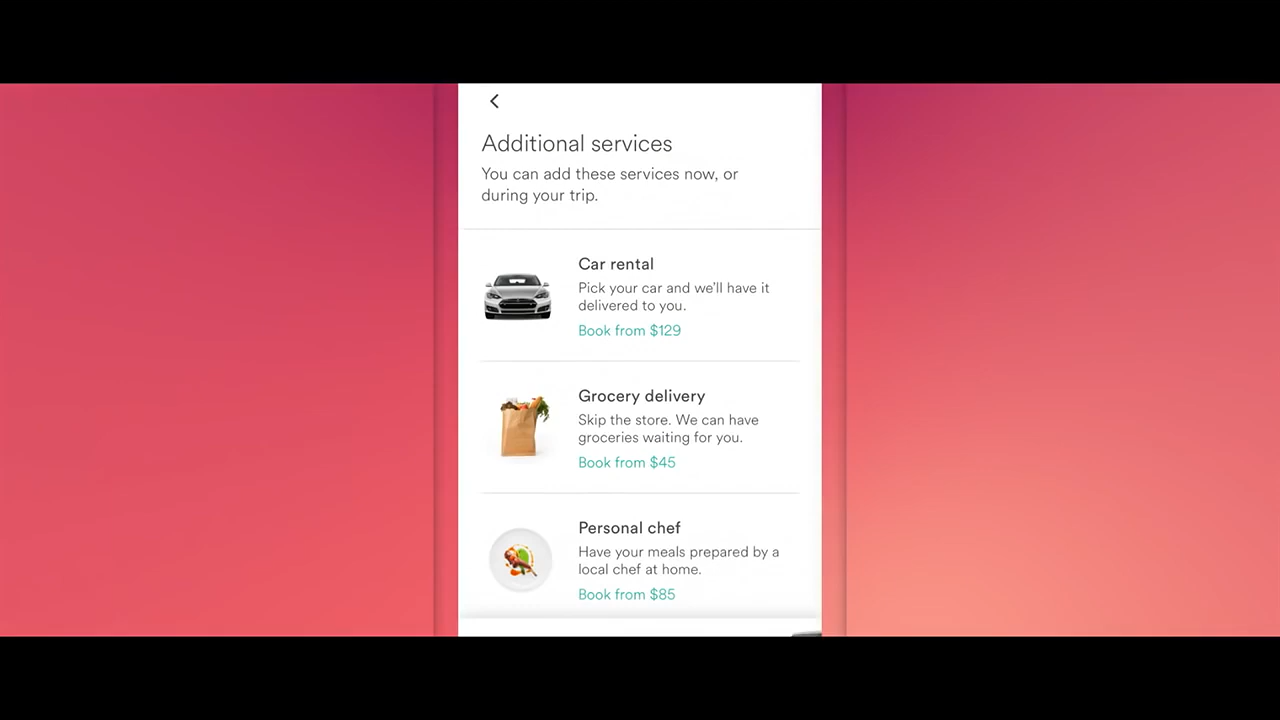 Additional services
You can add these services now, or
during your trip.
Car rental
Pick your car and we'll have it
delivered to you.
Book from $129
Grocery delivery
Skip the store. We can have
groceries waiting for you.
Book from $45
Personal chef
Have your meals prepared by a
local chef at home.
Book from $85